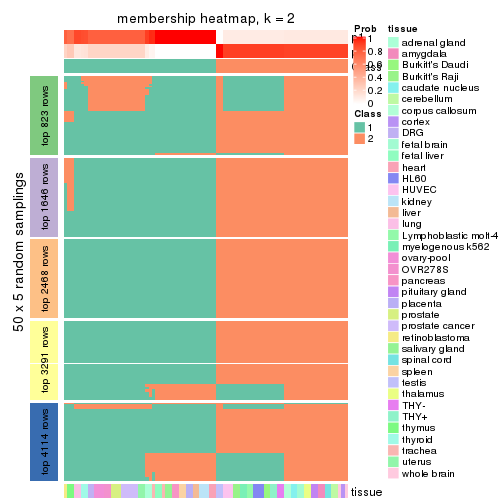 membership heatmap, k = 2
50 x 5 random samplings
top 823 rows
top 1646 rows
top 2468 rows
top 3291 rows
top 4114 rows
Prob
1
0.8
0.6
0.4
0.2
0
Class
1
2
tissue
tissue
adrenal gland
amygdala
Burkitt's Daudi
Burkitt's Raji
caudate nucleus
cerebellum
corpus callosum
cortex
DRG
fetal brain
fetal liver
heart
HL60
HUVEC
kidney
liver
lung
Lymphoblastic molt-4
myelogenous k562
ovary-pool
OVR278S
pancreas
pituitary gland
placenta
prostate
prostate cancer
retinoblastoma
salivary gland
spinal cord
spleen
testis
thalamus
THY-
THY+
thymus
thyroid
trachea
uterus
whole brain